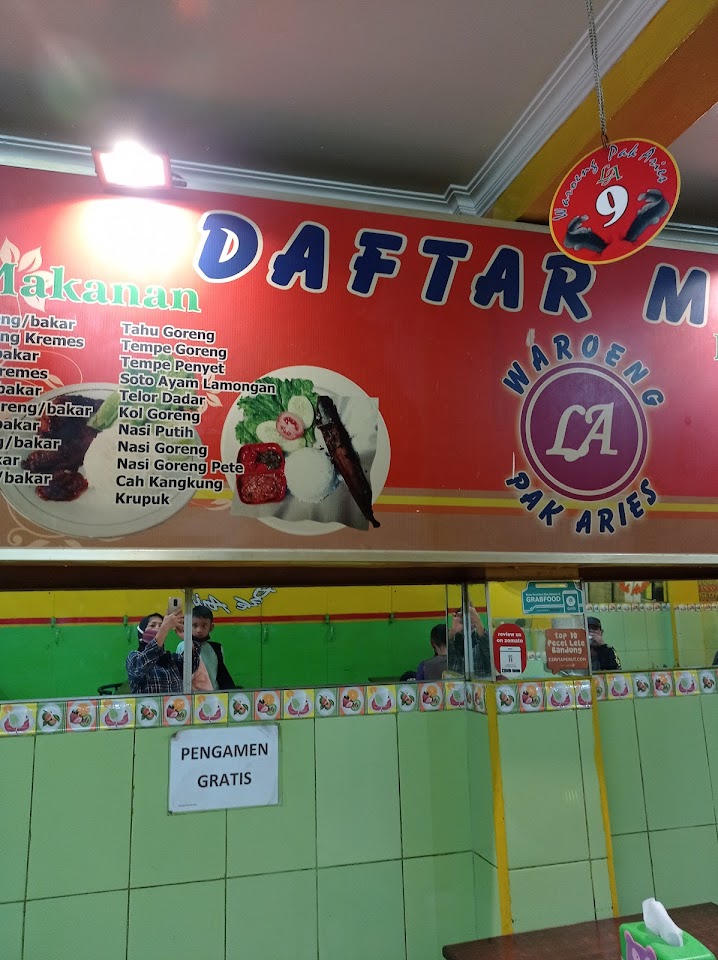 Waroeng Pak Aries
LA
9
DAFTAR M
Makanan
ng/bakar
ng Kremes
bakar
remes
bakar
reng/bakar
bakar
g/bakar
kar
/bakar
Tahu Goreng
Tempe Goreng
Tempe Penyet
Soto Ayam Lamongan
Telor Dadar
Kol Goreng
Nasi Putih
Nasi Goreng
Nasi Goreng Pete
Cah Kangkung
Krupuk
WAROENG
LA
PAK ARIES
GRABFOOD
review us
on zomato
TOP 10
Pecel Lele
Bandung
PENGAMEN
GRATIS